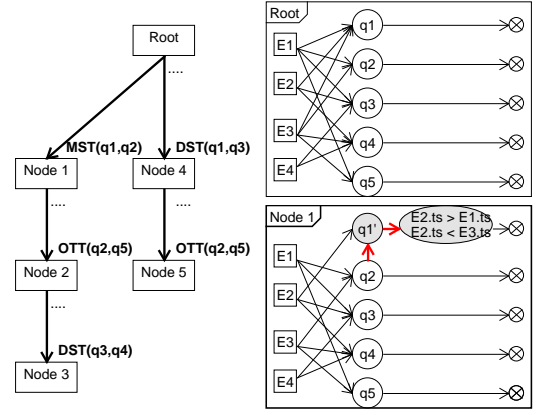 Root
....
....
MST(q1,q2)
DST(q1,q3)
Node 1
Node 4
....
....
OTT(q2,q5)
OTT(q2,q5)
Node 2
Node 5
....
DST(q3,q4)
Node 3
Root
q1
E1
q2
E2
q3
E3
q4
E4
q5
Node 1
q1'
E2.ts > E1.ts
E2.ts < E3.ts
E1
q2
E2
q3
E3
q4
E4
q5